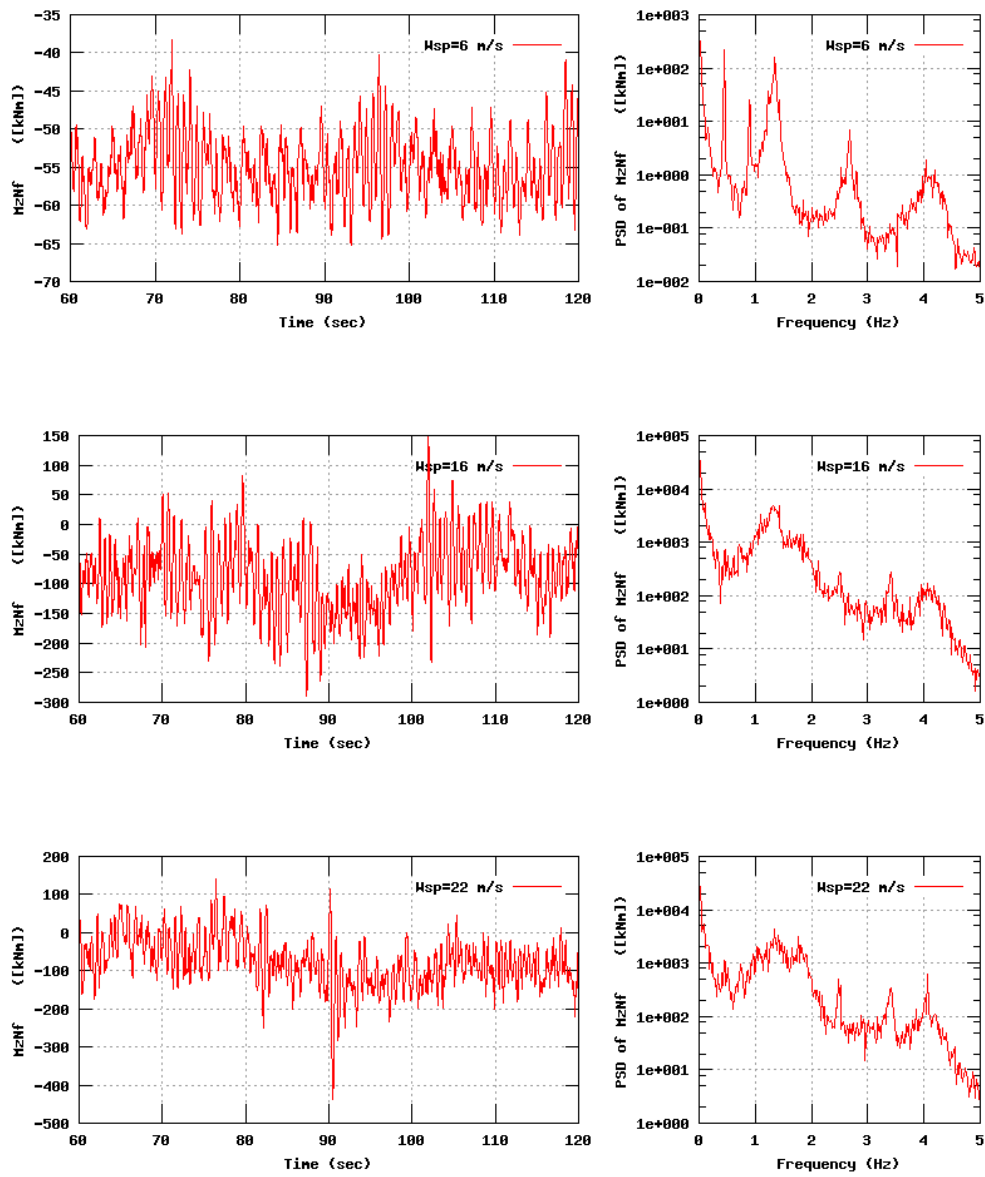 -35
-40
-45
-50
-55
-60
-65
-70
MzNf ([kNm])
Wsp=6 m/s
60 70 80 90 100 110 120
Time (sec)
1e+003
1e+002
1e+001
1e+000
1e-001
1e-002
PSD of MzNf ([kNm])
Wsp=6 m/s
0 1 2 3 4 5
Frequency (Hz)
150
100
50
0
-50
-100
-150
-200
-250
-300
MzNf ([kNm])
Wsp=16 m/s
60 70 80 90 100 110 120
Time (sec)
1e+005
1e+004
1e+003
1e+002
1e+001
1e+000
PSD of MzNf ([kNm])
Wsp=16 m/s
0 1 2 3 4 5
Frequency (Hz)
200
100
0
-100
-200
-300
-400
-500
MzNf ([kNm])
Wsp=22 m/s
60 70 80 90 100 110 120
Time (sec)
1e+005
1e+004
1e+003
1e+002
1e+001
1e+000
PSD of MzNf ([kNm])
Wsp=22 m/s
0 1 2 3 4 5
Frequency (Hz)